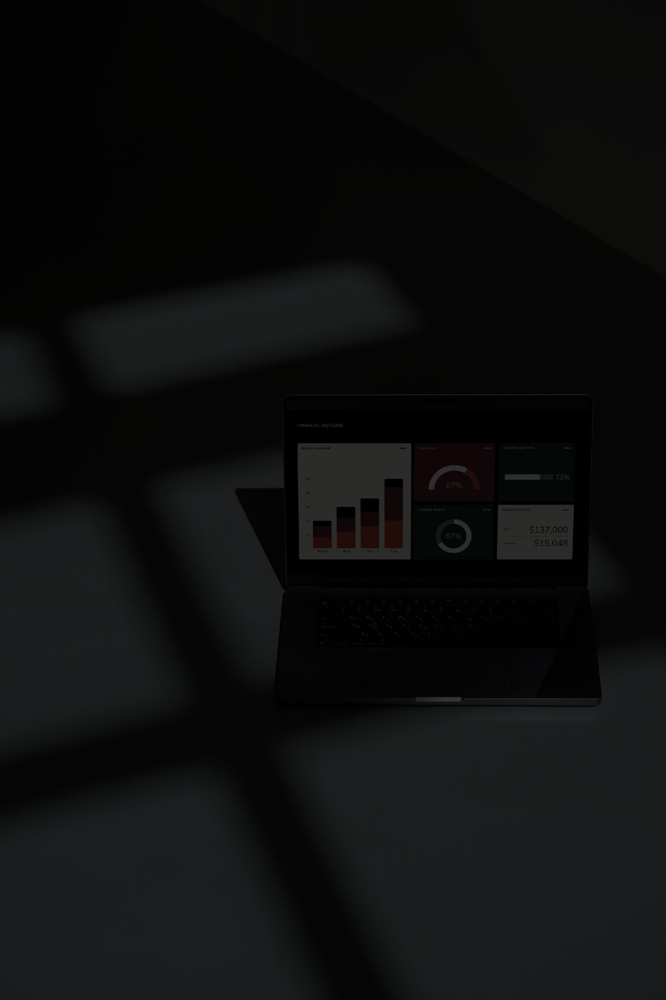 FINANCIAL OUTLOOK
INCOME OVERVIEW
50
40
30
20
10
0
March April May June
YOY PROFIT
67%
BUSINESS GROWTH
73%
WEBSITE TRAFFIC
67%
INCOME EXPENSES
Total $137,000
Expenses $15,048